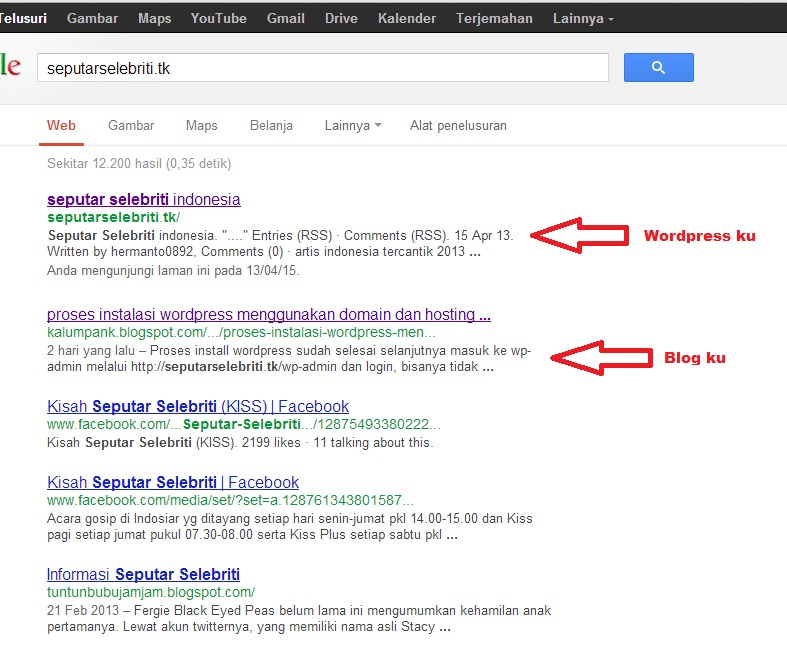 Telusuri Gambar Maps YouTube Gmail Drive Kalender Terjemahan Lainnya
le seputarselebriti.tk
Web Gambar Maps Belanja Lainnya Alat penelusuran
Sekitar 12.200 hasil (0,35 detik)
seputar selebriti indonesia
seputarselebriti.tk/
Seputar Selebriti indonesia. "...." Entries (RSS) · Comments (RSS). 15 Apr 13.
Written by hermanto0892, Comments (0) · artis indonesia tercantik 2013 ...
Anda mengunjungi laman ini pada 13/04/15.
Wordpress ku
proses instalasi wordpress menggunakan domain dan hosting ...
kalumpank.blogspot.com/.../proses-instalasi-wordpress-men...
2 hari yang lalu – Proses install wordpress sudah selesai selanjutnya masuk ke wp-
admin melalui http://seputarselebriti.tk/wp-admin dan login, bisanya tidak ...
Blog ku
Kisah Seputar Selebriti (KISS) | Facebook
www.facebook.com/...Seputar-Selebriti.../12875493380222...
Kisah Seputar Selebriti (KISS). 2199 likes · 11 talking about this.
Kisah Seputar Selebriti | Facebook
www.facebook.com/media/set/?set=a.128761343801587...
Acara gosip di Indosiar yg ditayang setiap hari senin-jumat pkl 14.00-15.00 dan Kiss
pagi setiap jumat pukul 07.30-08.00 serta Kiss Plus setiap sabtu pkl ...
Informasi Seputar Selebriti
tuntunbubujamjam.blogspot.com/
21 Feb 2013 – Fergie Black Eyed Peas belum lama ini mengumumkan kehamilan anak
pertamanya. Lewat akun twitternya, yang memiliki nama asli Stacy ...